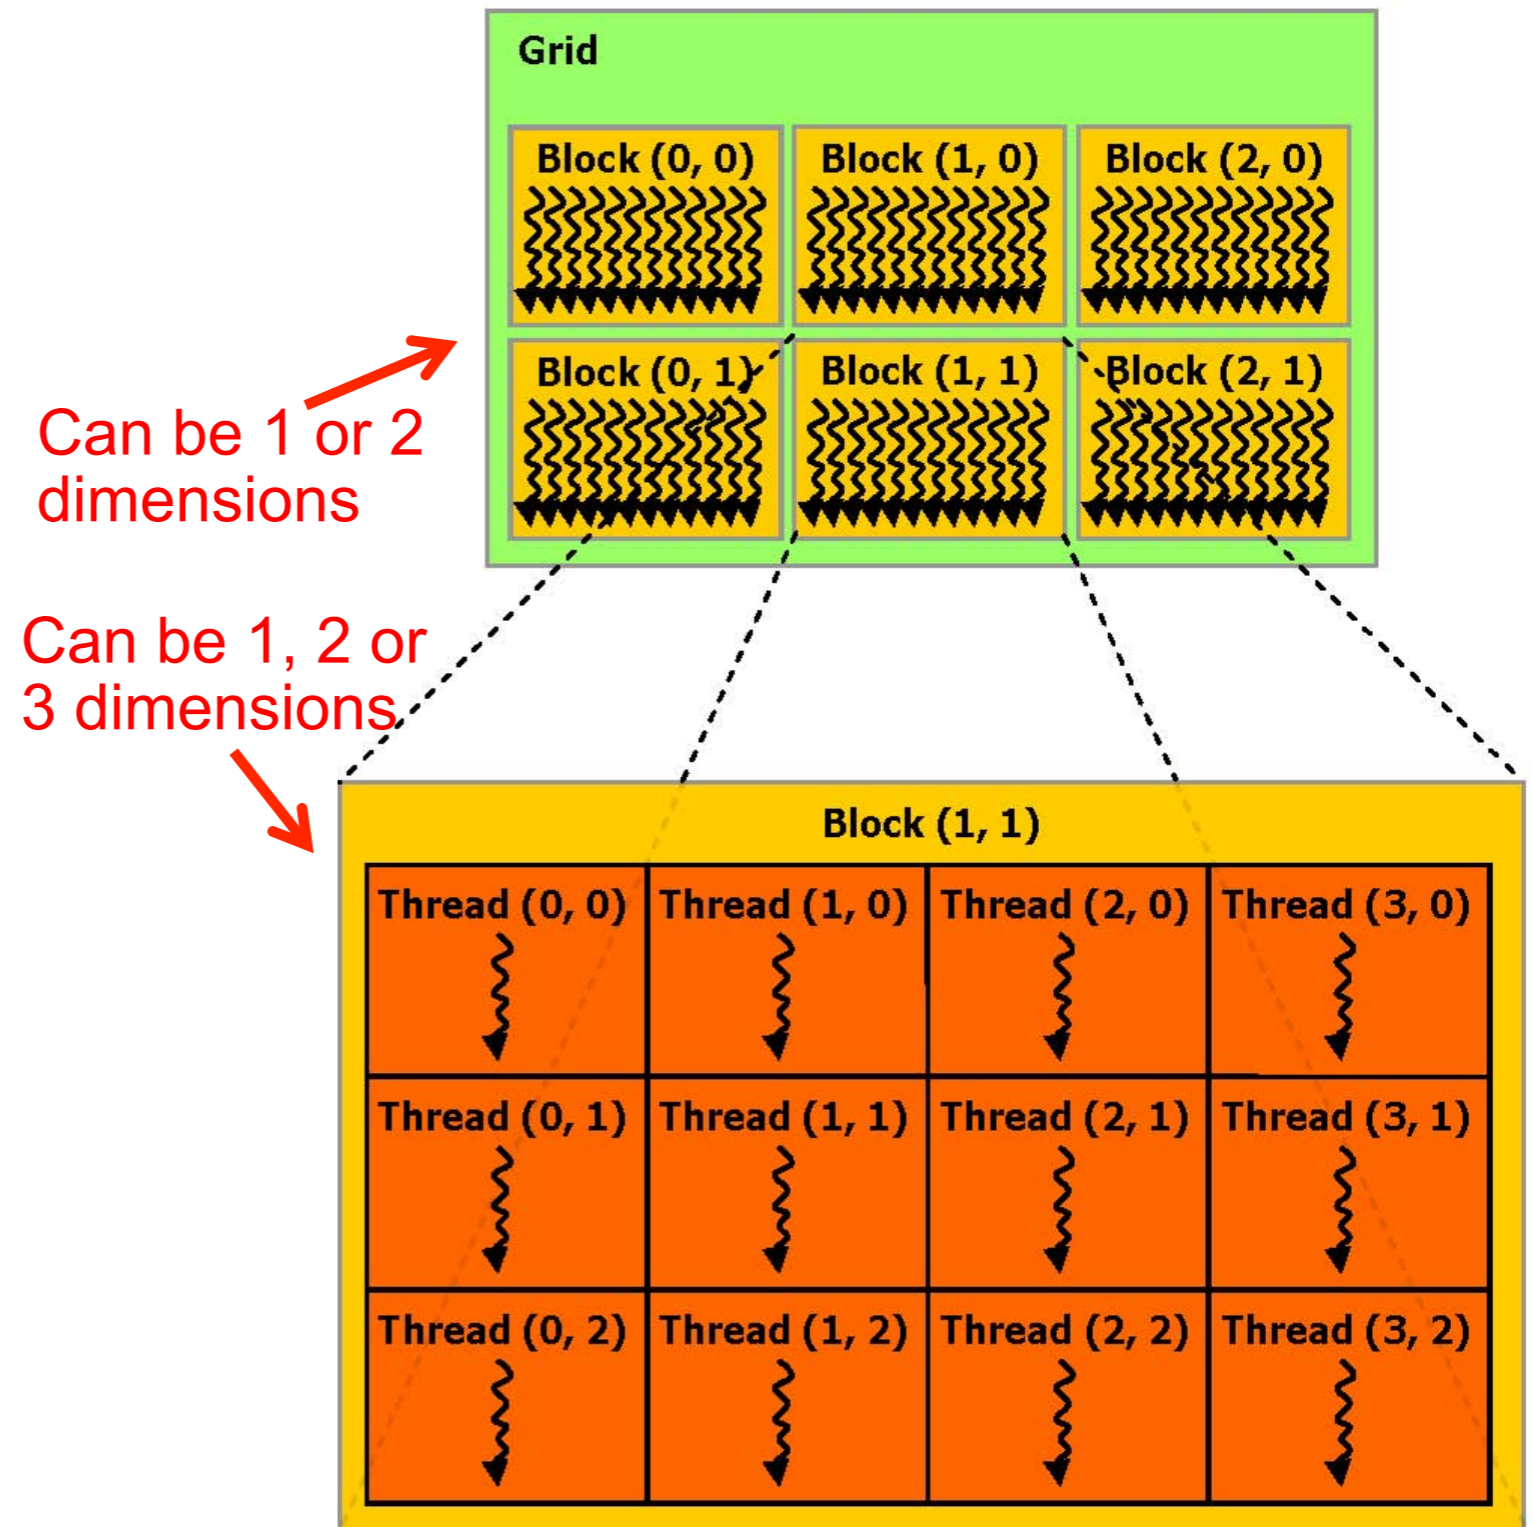 Grid
Block (0, 0) Block (1, 0) Block (2, 0)
Block (0, 1) Block (1, 1) Block (2, 1)
Can be 1 or 2
dimensions
Can be 1, 2 or
3 dimensions
Block (1, 1)
Thread (0, 0) Thread (1, 0) Thread (2, 0) Thread (3, 0)
Thread (0, 1) Thread (1, 1) Thread (2, 1) Thread (3, 1)
Thread (0, 2) Thread (1, 2) Thread (2, 2) Thread (3, 2)